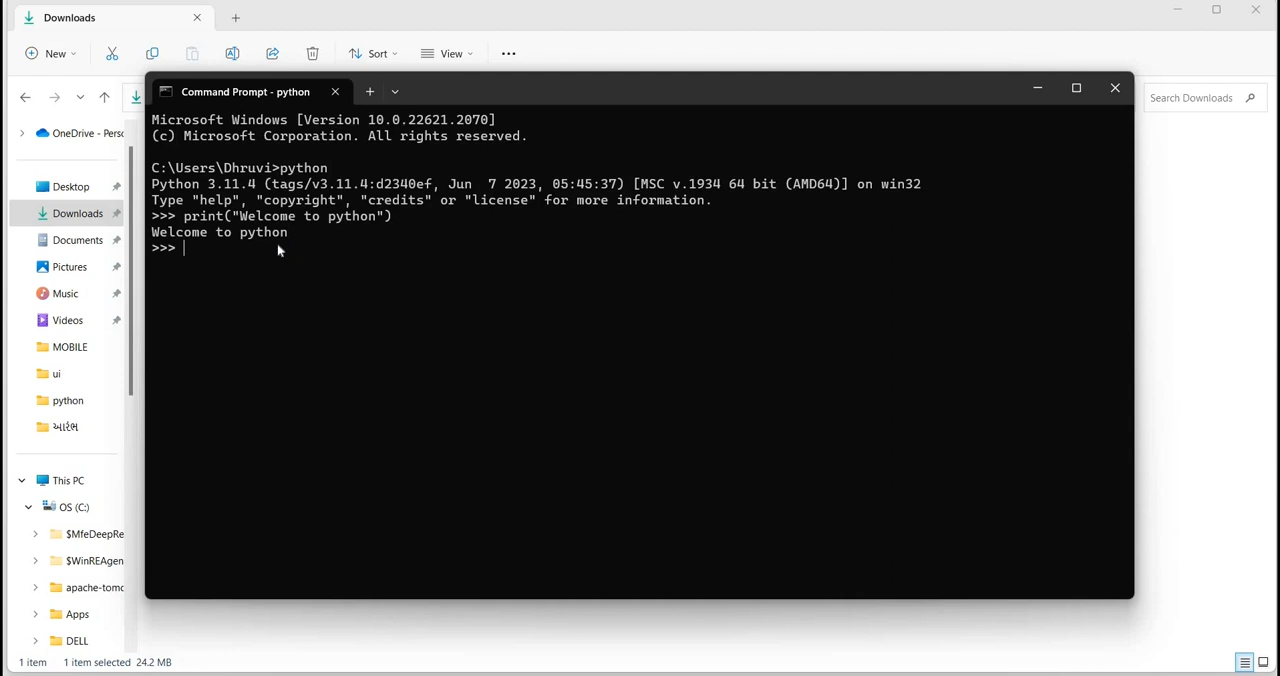 Downloads
New
Sort
View
Command Prompt - python
Search Downloads
Microsoft Windows [Version 10.0.22621.2070]
(c) Microsoft Corporation. All rights reserved.
C:\Users\Dhruvi>python
Python 3.11.4 (tags/v3.11.4:d2340ef, Jun  7 2023, 05:45:37) [MSC v.1934 64 bit (AMD64)] on win32
Type "help", "copyright", "credits" or "license" for more information.
>>> print("Welcome to python")
Welcome to python
>>>
OneDrive - Perso
Desktop
Downloads
Documents
Pictures
Music
Videos
MOBILE
ui
python
આરંભ
This PC
OS (C:)
$MfeDeepRe
$WinREAgen
apache-tomc
Apps
DELL
1 item 1 item selected 24.2 MB